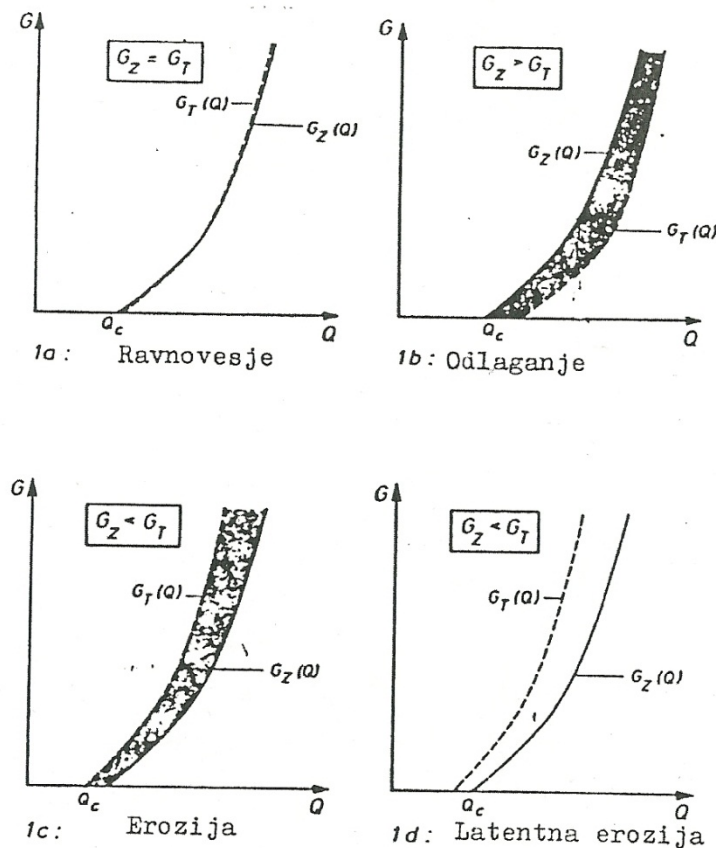 G
G_Z = G_T
G_T(Q)
G_Z(Q)
Q_c
Q
1a: Ravnovesje
G
G_Z > G_T
G_Z(Q)
G_T(Q)
Q_c
Q
1b: Odlaganje
G
G_Z < G_T
G_T(Q)
G_Z(Q)
Q_c
Q
1c: Erozija
G
G_Z < G_T
G_T(Q)
G_Z(Q)
Q_c
Q
1d: Latentna erozija